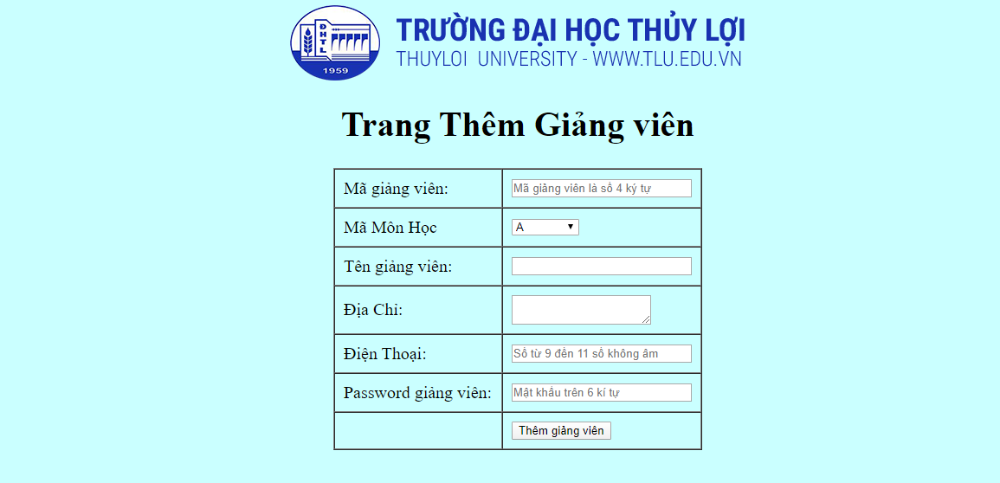 TRƯỜNG ĐẠI HỌC THỦY LỢI
ĐHTL
THUYLOI UNIVERSITY - WWW.TLU.EDU.VN
1959
Trang Thêm Giảng viên
Mã giảng viên: Mã giảng viên là số 4 ký tự
Mã Môn Học A
Tên giảng viên:
Địa Chỉ:
Điện Thoại: Số từ 9 đến 11 số không âm
Password giảng viên: Mật khẩu trên 6 kí tự
Thêm giảng viên